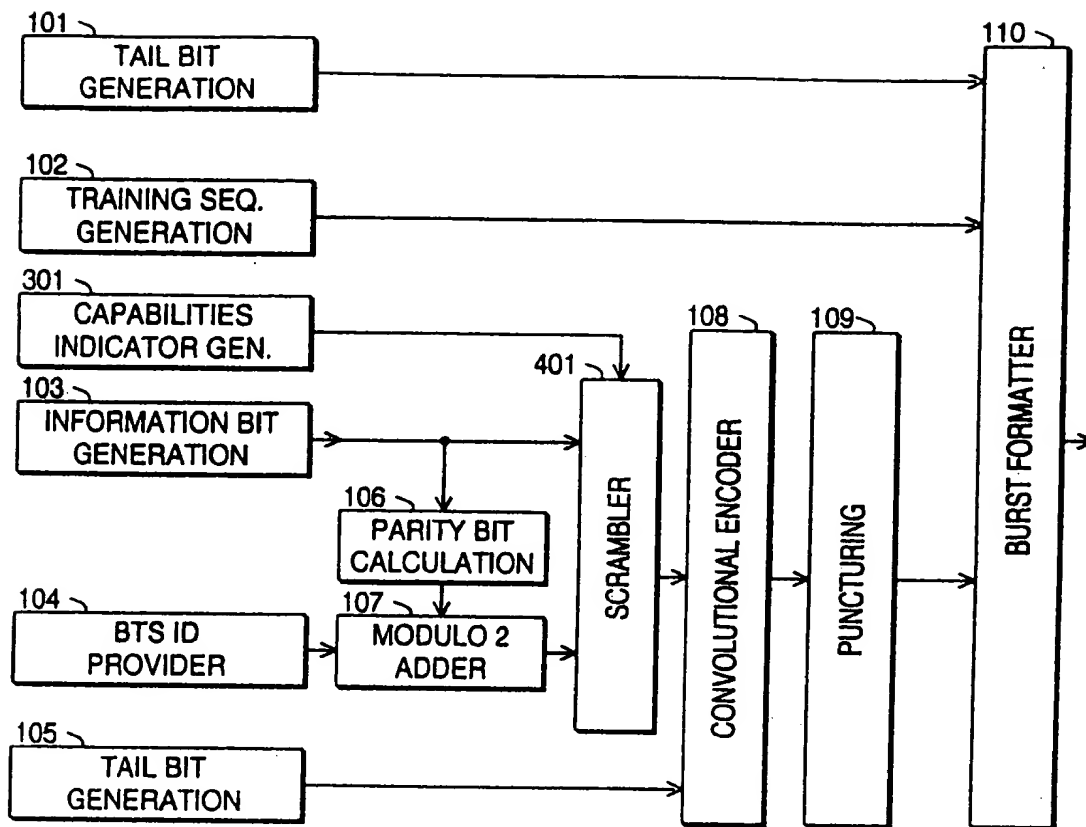 101
TAIL BIT
GENERATION
110
102
TRAINING SEQ.
GENERATION
301
CAPABILITIES
INDICATOR GEN.
103
INFORMATION BIT
GENERATION
106
PARITY BIT
CALCULATION
104
BTS ID
PROVIDER
107
MODULO 2
ADDER
105
TAIL BIT
GENERATION
401
SCRAMBLER
108
CONVOLUTIONAL ENCODER
109
PUNCTURING
BURST FORMATTER